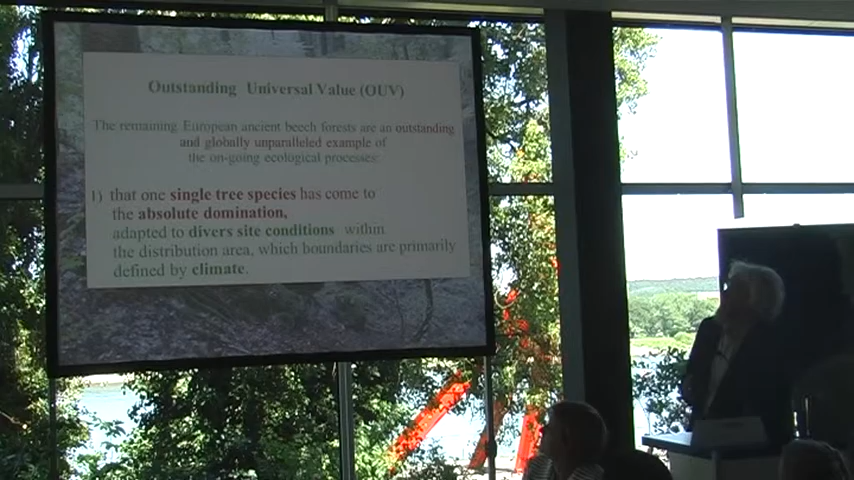 Outstanding Universal Value (OUV)
The remaining European ancient beech forests are an outstanding
and globally unparalleled example of
the on-going ecological processes:
1) that one single tree species has come to
the absolute domination,
adapted to divers site conditions within
the distribution area, which boundaries are primarily
defined by climate.